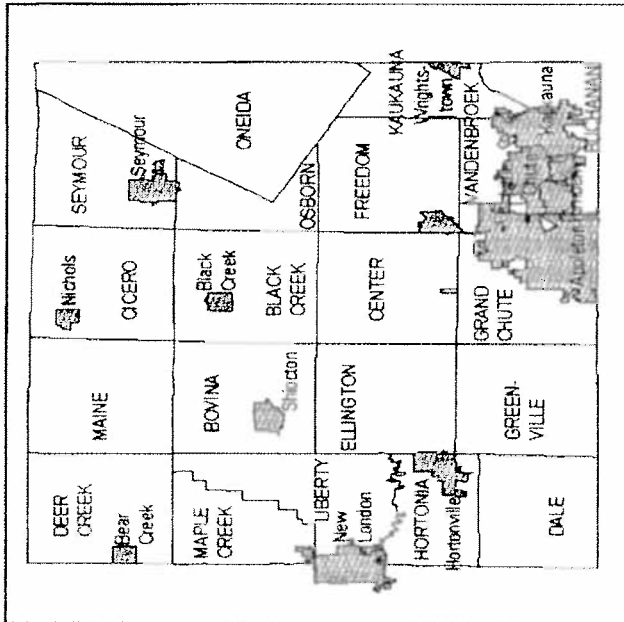 DEER
CREEK
Bear
Creek
MAINE
Nichols
CICERO
SEYMOUR
Seymour
MAPLE
CREEK
BOVINA
Shiocton
Black
Creek
BLACK
CREEK
ONEIDA
OSBORN
LIBERTY
New
London
ELLINGTON
CENTER
FREEDOM
KAUKAUNA
Wrights-
town
HORTONIA
Hortonville
DALE
GREEN-
VILLE
GRAND
CHUTE
Appleton
VANDENBROEK
BUCHANAN